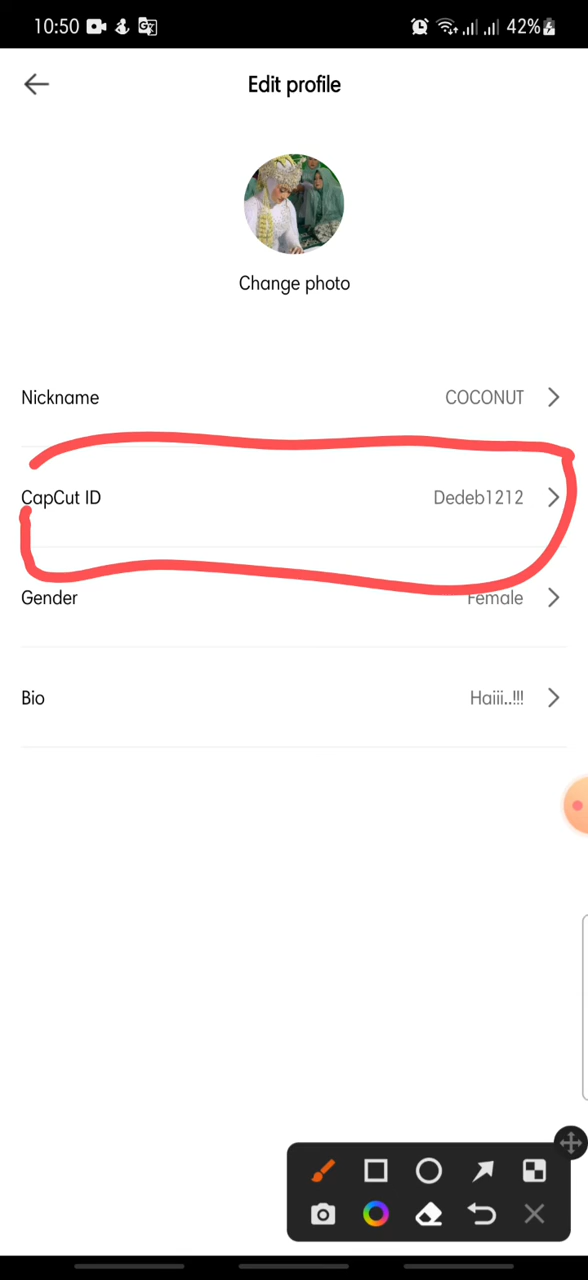 10:50 42%
Edit profile
Change photo
Nickname COCONUT
CapCut ID Dedeb1212
Gender Female
Bio Haiii..!!!